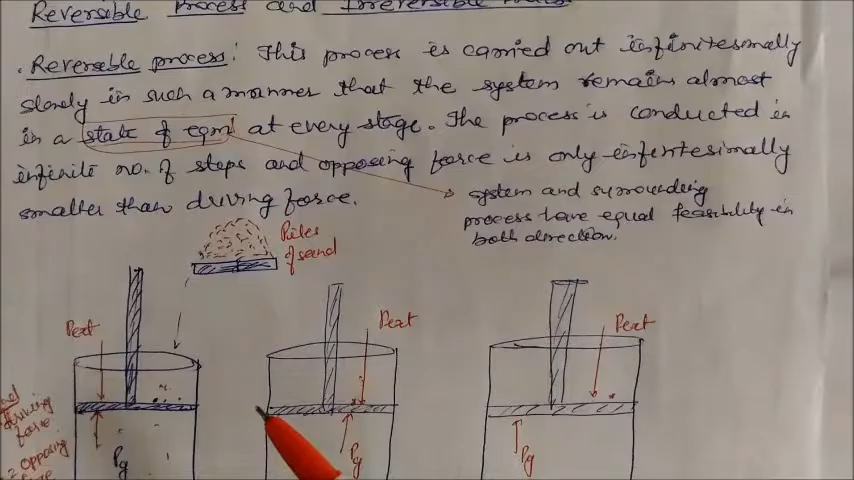 Reversible Process and Irreversible
. Reversible process: This process is carried out infinitesimally
slowly in such a manner that the system remains almost
in a state of eqm at every stage. The process is conducted in
infinite no. of steps and opposing force is only infinitesimally
smaller than driving force.
system and surrounding
process have equal feasibility in
both direction.
Piles
of sand
Pext
Pext
Pext
driving
force
= opposing
Pg
Pg
Pg